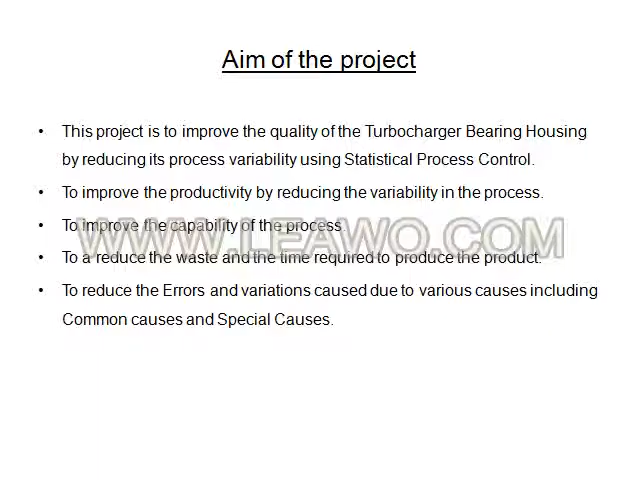 Aim of the project
• This project is to improve the quality of the Turbocharger Bearing Housing
by reducing its process variability using Statistical Process Control.
• To improve the productivity by reducing the variability in the process.
• To improve the capability of the process.
WWW.LEAWO.COM
• To a reduce the waste and the time required to produce the product.
• To reduce the Errors and variations caused due to various causes including
Common causes and Special Causes.